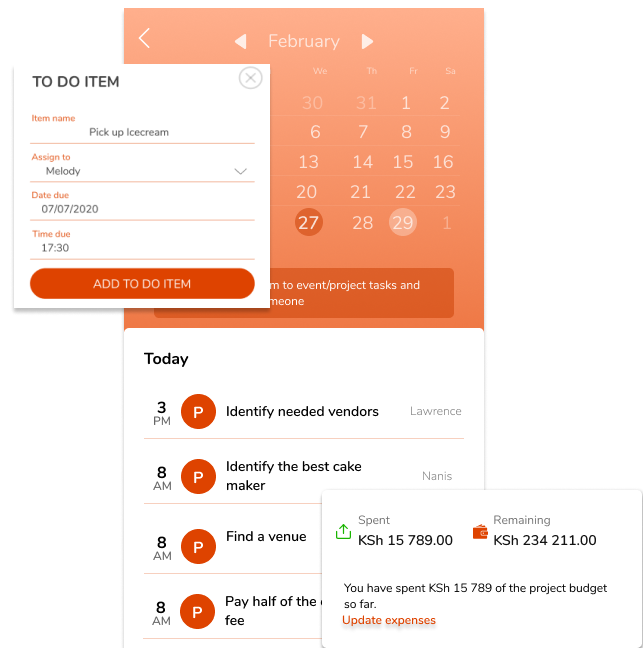 February
TO DO ITEM
Item name
Pick up Icecream
Assign to
Melody
Date due
07/07/2020
Time due
17:30
ADD TO DO ITEM
We Th Fr Sa
30 31 1 2
6 7 8 9
13 14 15 16
20 21 22 23
27 28 29 1
to event/project tasks and
Today
3 PM P Identify needed vendors Lawrence
8 AM P Identify the best cake
maker Nanis
8 AM P Find a venue
8 AM P Pay half of the
fee
Spent
KSh 15 789.00
Remaining
KSh 234 211.00
You have spent KSh 15 789 of the project budget
so far.
Update expenses